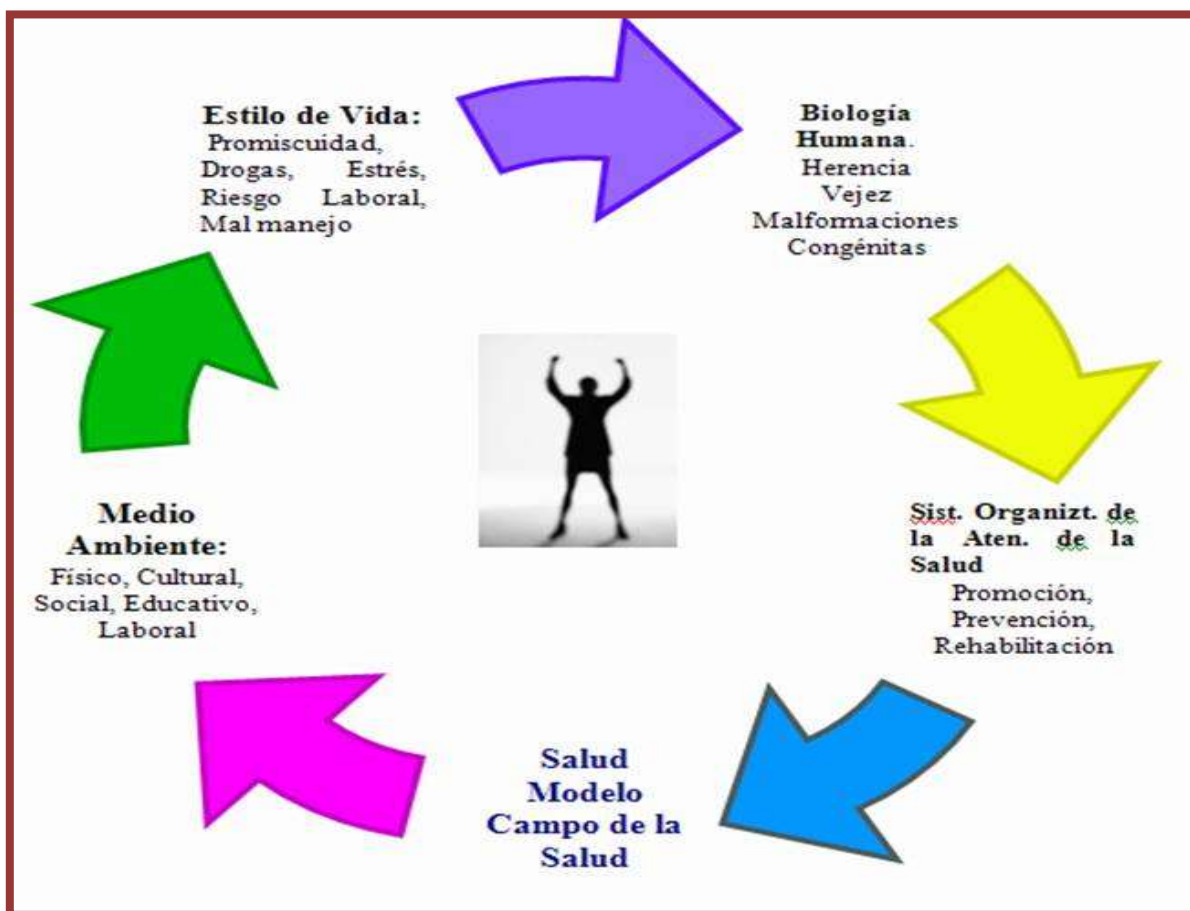 Estilo de Vida:
Promiscuidad,
Drogas, Estrés,
Riesgo Laboral,
Mal manejo
Biología
Humana.
Herencia
Vejez
Malformaciones
Congénitas
Sist. Organizt. de
la Aten. de la
Salud
Promoción,
Prevención,
Rehabilitación
Salud
Modelo
Campo de la
Salud
Medio
Ambiente:
Físico, Cultural,
Social, Educativo,
Laboral